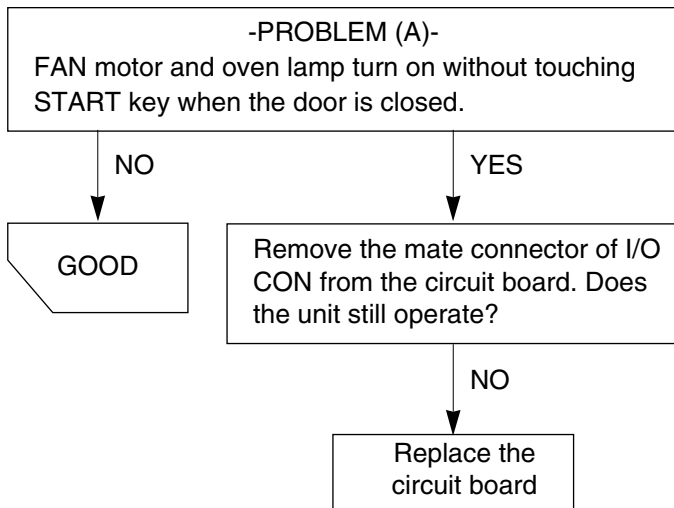 -PROBLEM (A)-
FAN motor and oven lamp turn on without touching
START key when the door is closed.
NO
YES
GOOD
Remove the mate connector of I/O
CON from the circuit board. Does
the unit still operate?
NO
Replace the
circuit board